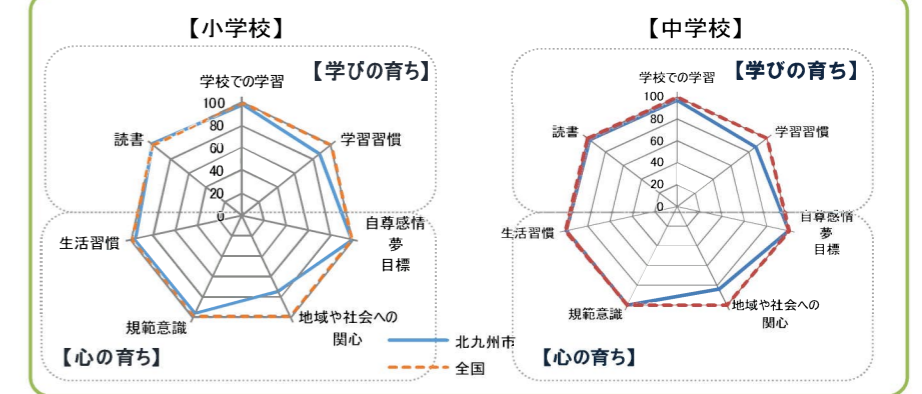 【小学校】
【学びの育ち】
学校での学習
100
80
60
40
20
0
学習習慣
自尊感情
夢
目標
地域や社会への
関心
規範意識
生活習慣
読書
【心の育ち】
北九州市
全国
【中学校】
【学びの育ち】
学校での学習
100
80
60
40
20
0
学習習慣
自尊感情
夢
目標
地域や社会への
関心
規範意識
生活習慣
読書
【心の育ち】